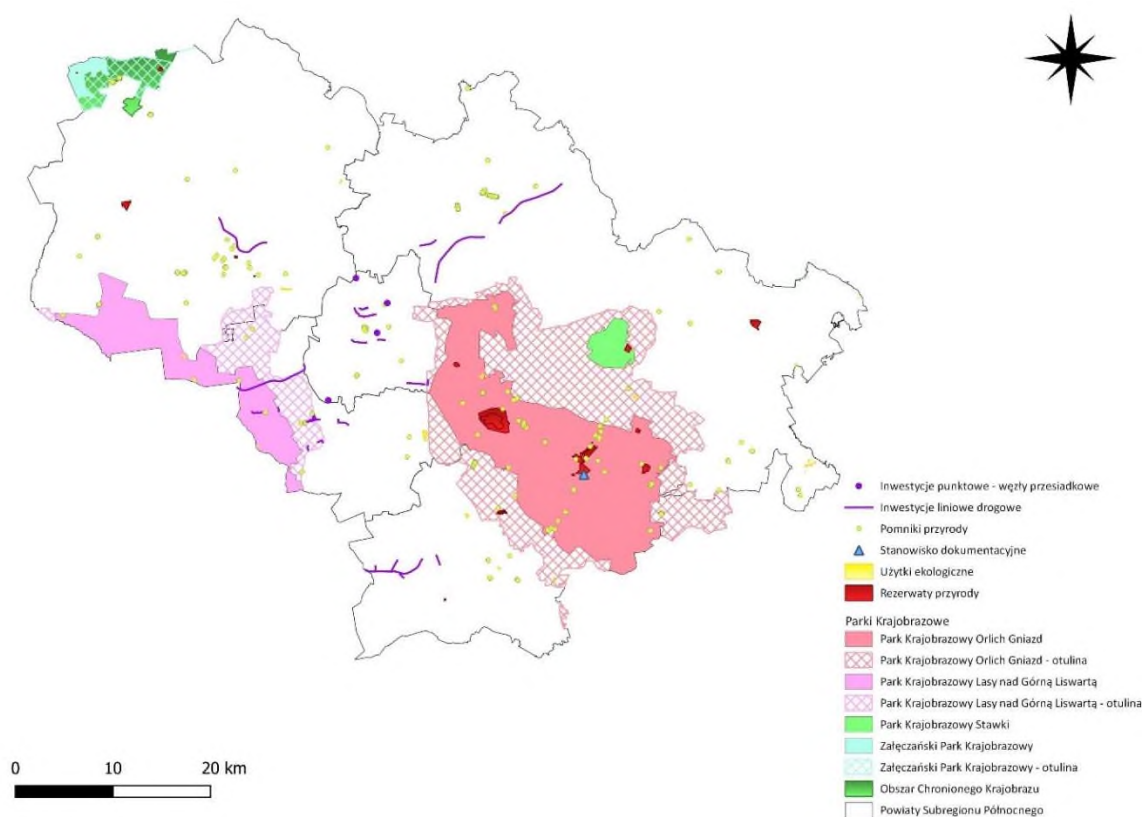 Inwestycje punktowe - węzły przesiadkowe
Inwestycje liniowe drogowe
Pomniki przyrody
Stanowisko dokumentacyjne
Użytki ekologiczne
Rezerwaty przyrody
Parki Krajobrazowe
Park Krajobrazowy Orlich Gniazd
Park Krajobrazowy Orlich Gniazd - otulina
Park Krajobrazowy Lasy nad Górną Liswartą
Park Krajobrazowy Lasy nad Górną Liswartą - otulina
Park Krajobrazowy Stawki
Załęczański Park Krajobrazowy
Załęczański Park Krajobrazowy - otulina
Obszar Chronionego Krajobrazu
Powiaty Subregionu Północnego
0 10 20 km